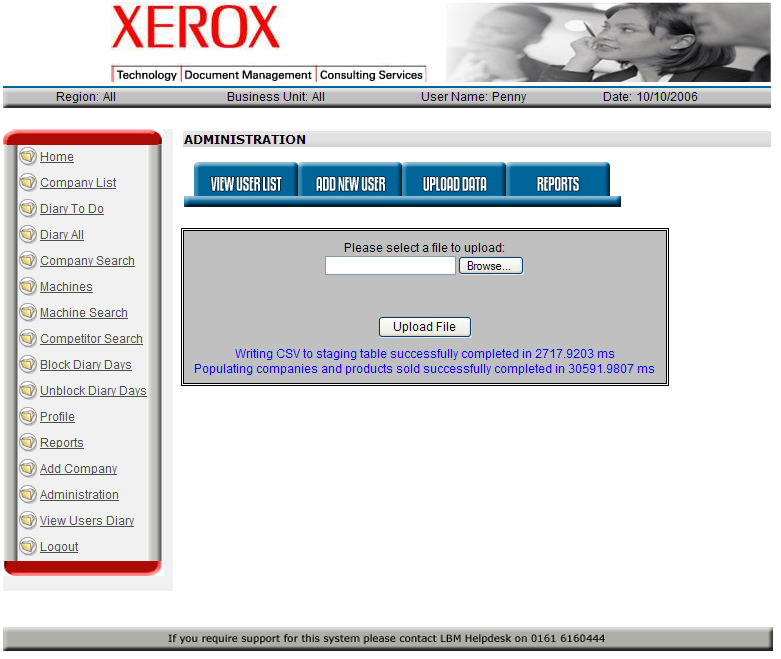 XEROX
Technology Document Management Consulting Services
Region: All Business Unit: All User Name: Penny Date: 10/10/2006
ADMINISTRATION
VIEW USER LIST ADD NEW USER UPLOAD DATA REPORTS
Home
Company List
Diary To Do
Diary All
Company Search
Machines
Machine Search
Competitor Search
Block Diary Days
Unblock Diary Days
Profile
Reports
Add Company
Administration
View Users Diary
Logout
Please select a file to upload:
Browse...
Upload File
Writing CSV to staging table successfully completed in 2717.9203 ms
Populating companies and products sold successfully completed in 30591.9807 ms
If you require support for this system please contact LBM Helpdesk on 0161 6160444